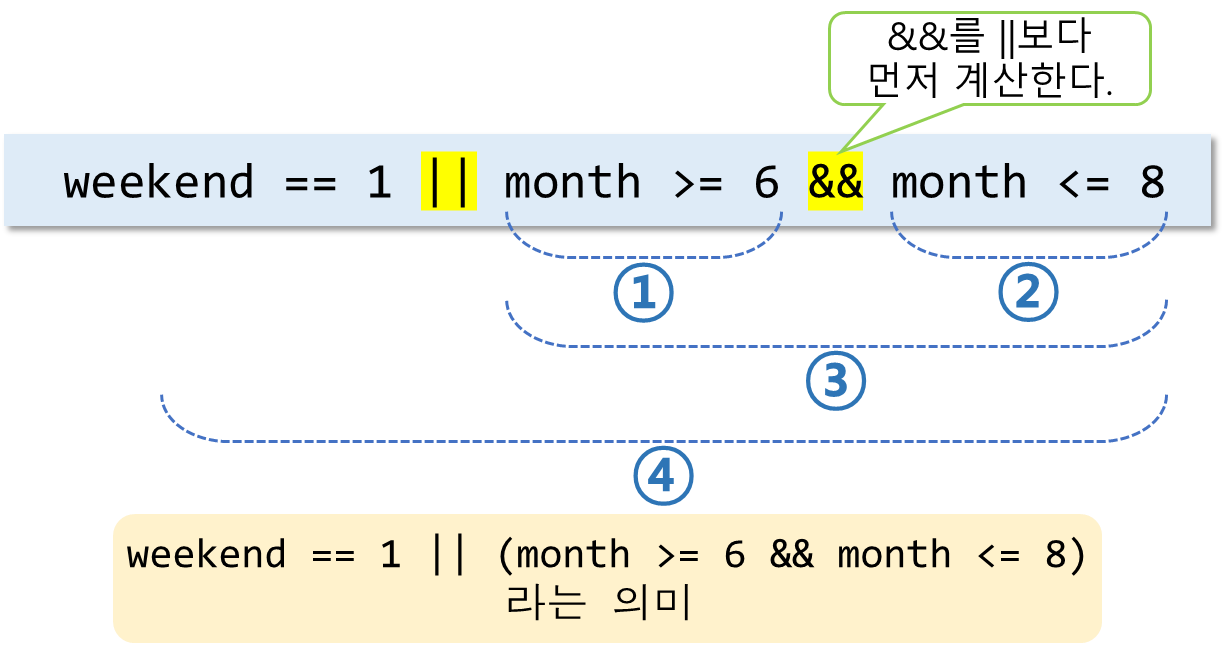 &&를 ||보다
먼저 계산한다.
weekend == 1 || month >= 6 && month <= 8
① ②
③
④
weekend == 1 || (month >= 6 && month <= 8)
라는 의미